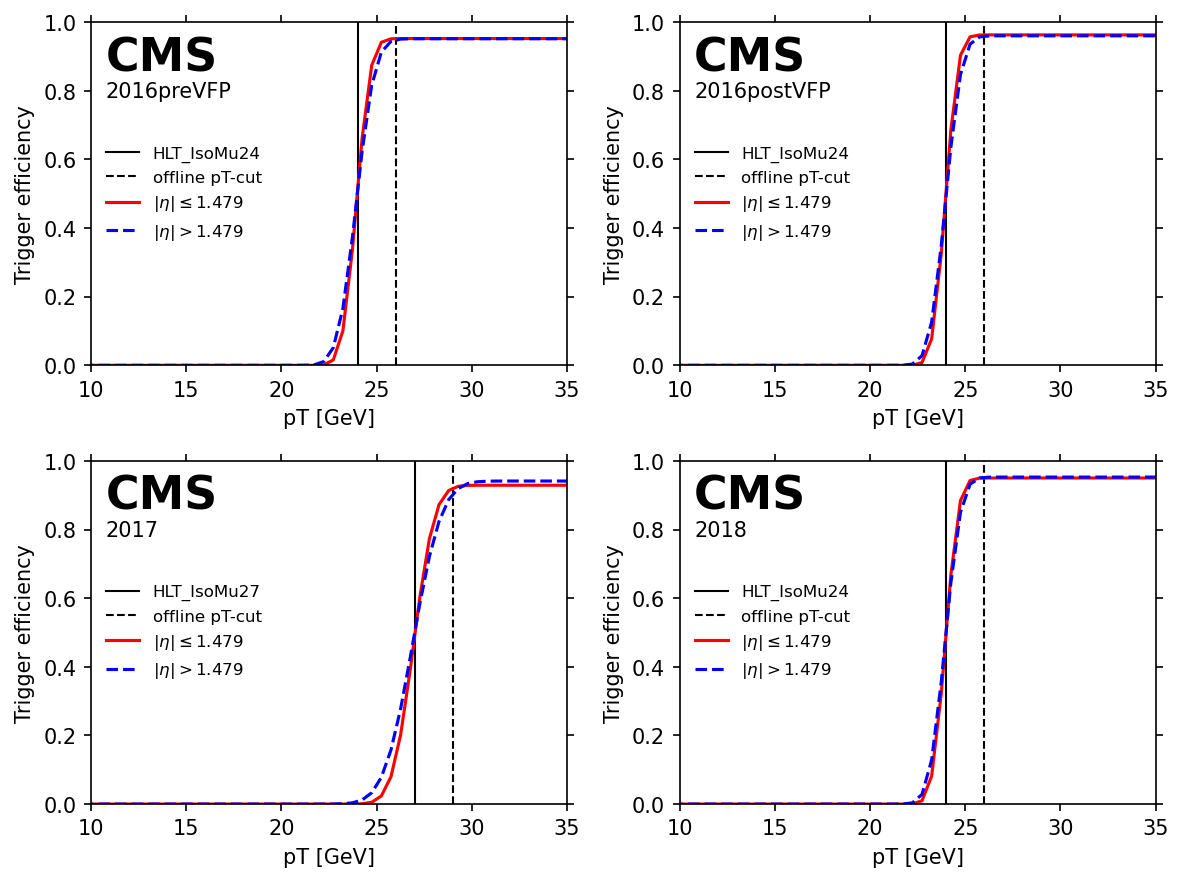 CMS
2016preVFP
HLT_IsoMu24
offline pT-cut
|η| ≤ 1.479
|η| > 1.479
Trigger efficiency
1.0
0.8
0.6
0.4
0.2
0.0
10 15 20 25 30 35
pT [GeV]
CMS
2016postVFP
HLT_IsoMu24
offline pT-cut
|η| ≤ 1.479
|η| > 1.479
Trigger efficiency
1.0
0.8
0.6
0.4
0.2
0.0
10 15 20 25 30 35
pT [GeV]
CMS
2017
HLT_IsoMu27
offline pT-cut
|η| ≤ 1.479
|η| > 1.479
Trigger efficiency
1.0
0.8
0.6
0.4
0.2
0.0
10 15 20 25 30 35
pT [GeV]
CMS
2018
HLT_IsoMu24
offline pT-cut
|η| ≤ 1.479
|η| > 1.479
Trigger efficiency
1.0
0.8
0.6
0.4
0.2
0.0
10 15 20 25 30 35
pT [GeV]